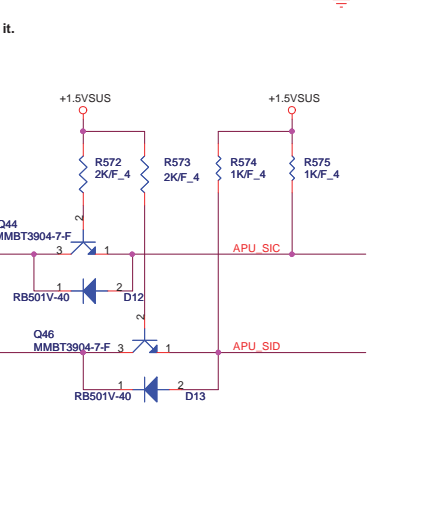 it.
+1.5VSUS
+1.5VSUS
R572
2K/F_4
R573
2K/F_4
R574
1K/F_4
R575
1K/F_4
2
Q44
MMBT3904-7-F
3
1
APU_SIC
1
2
RB501V-40
D12
2
Q46
MMBT3904-7-F
3
1
APU_SID
1
2
RB501V-40
D13